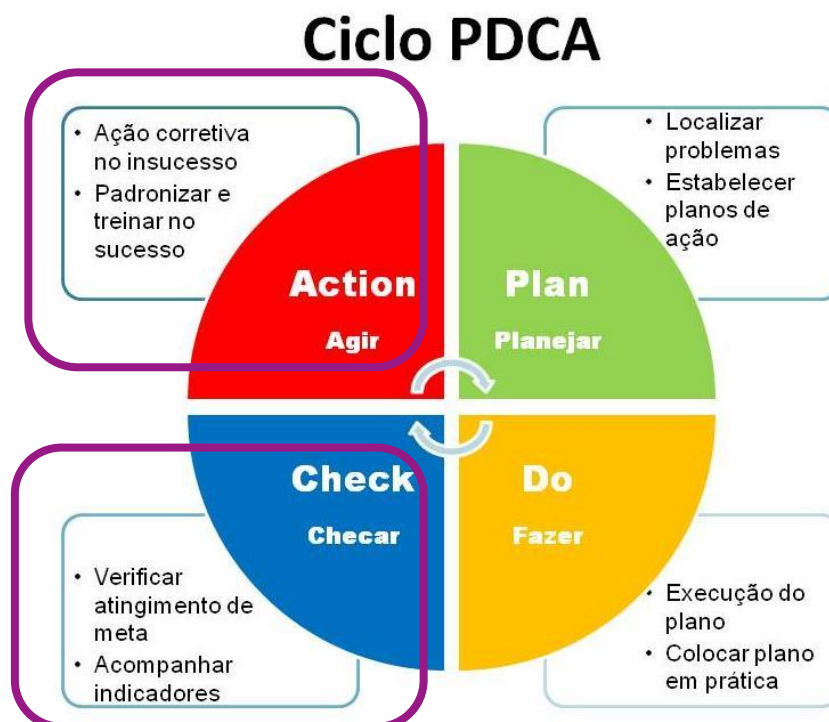 Ciclo PDCA
• Ação corretiva
no insucesso
• Padronizar e
treinar no
sucesso
• Localizar
problemas
• Estabelecer
planos de
ação
Action
Agir
Plan
Planejar
Check
Checar
Do
Fazer
• Verificar
atingimento de
meta
• Acompanhar
indicadores
• Execução do
plano
• Colocar plano
em prática